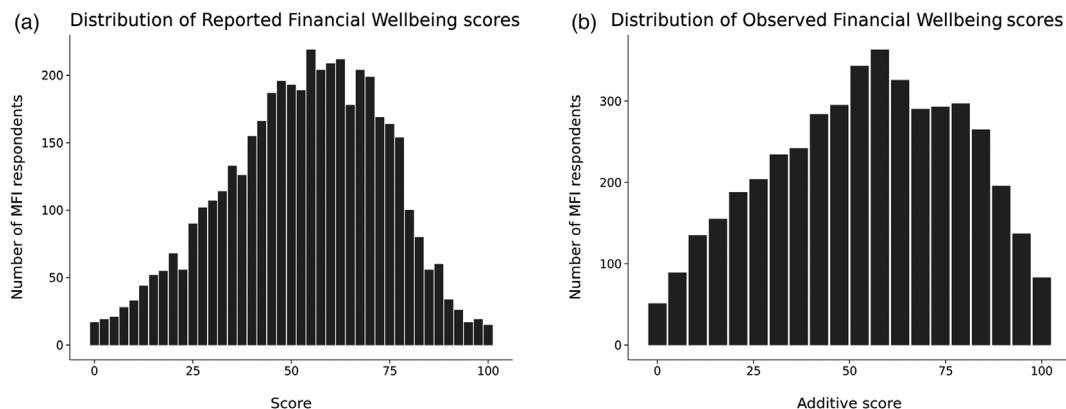 (a) Distribution of Reported Financial Wellbeing scores
Number of MFI respondents
200
150
100
50
0
0 25 50 75 100
Score
(b) Distribution of Observed Financial Wellbeing scores
Number of MFI respondents
300
200
100
0
0 25 50 75 100
Additive score